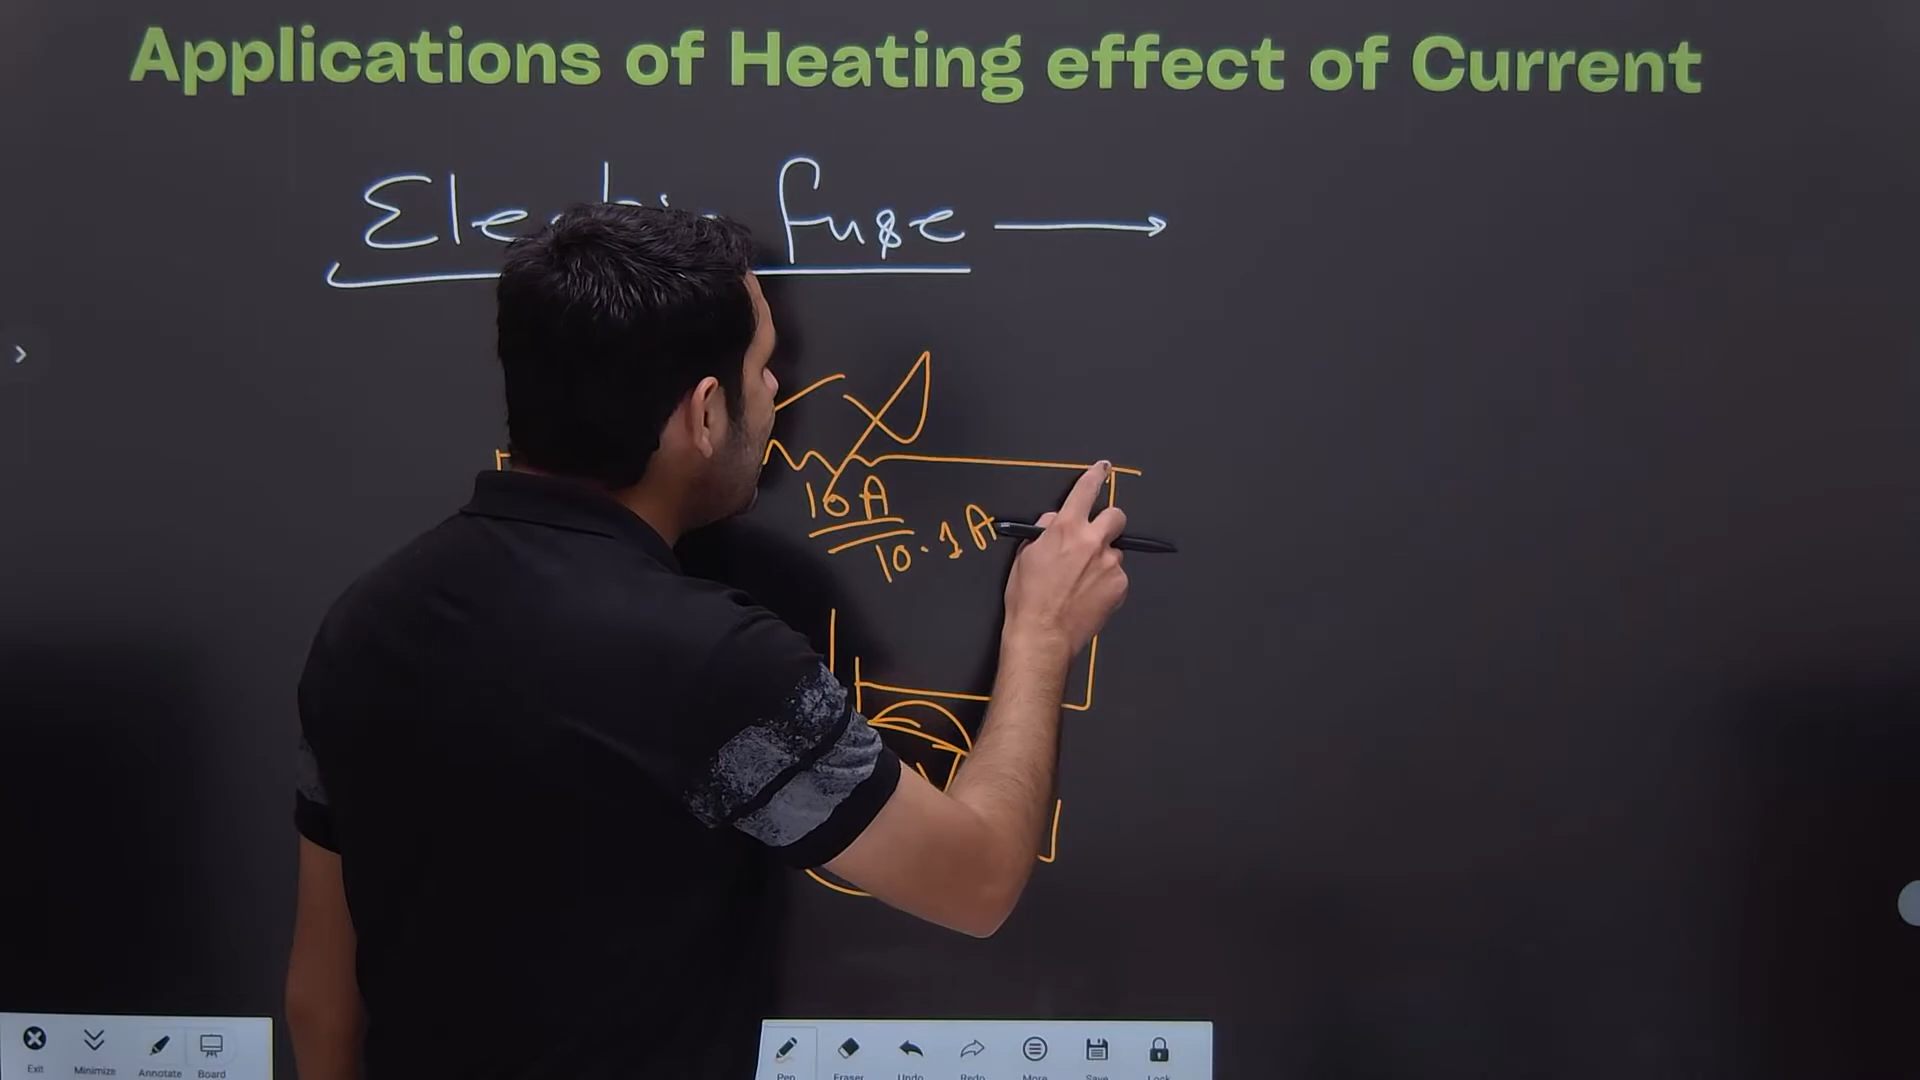 Applications of Heating effect of Current
fuse
10 A
10.1A
Exit Minimize Annotate Board
Pen Eraser Undo Redo More Save Lock